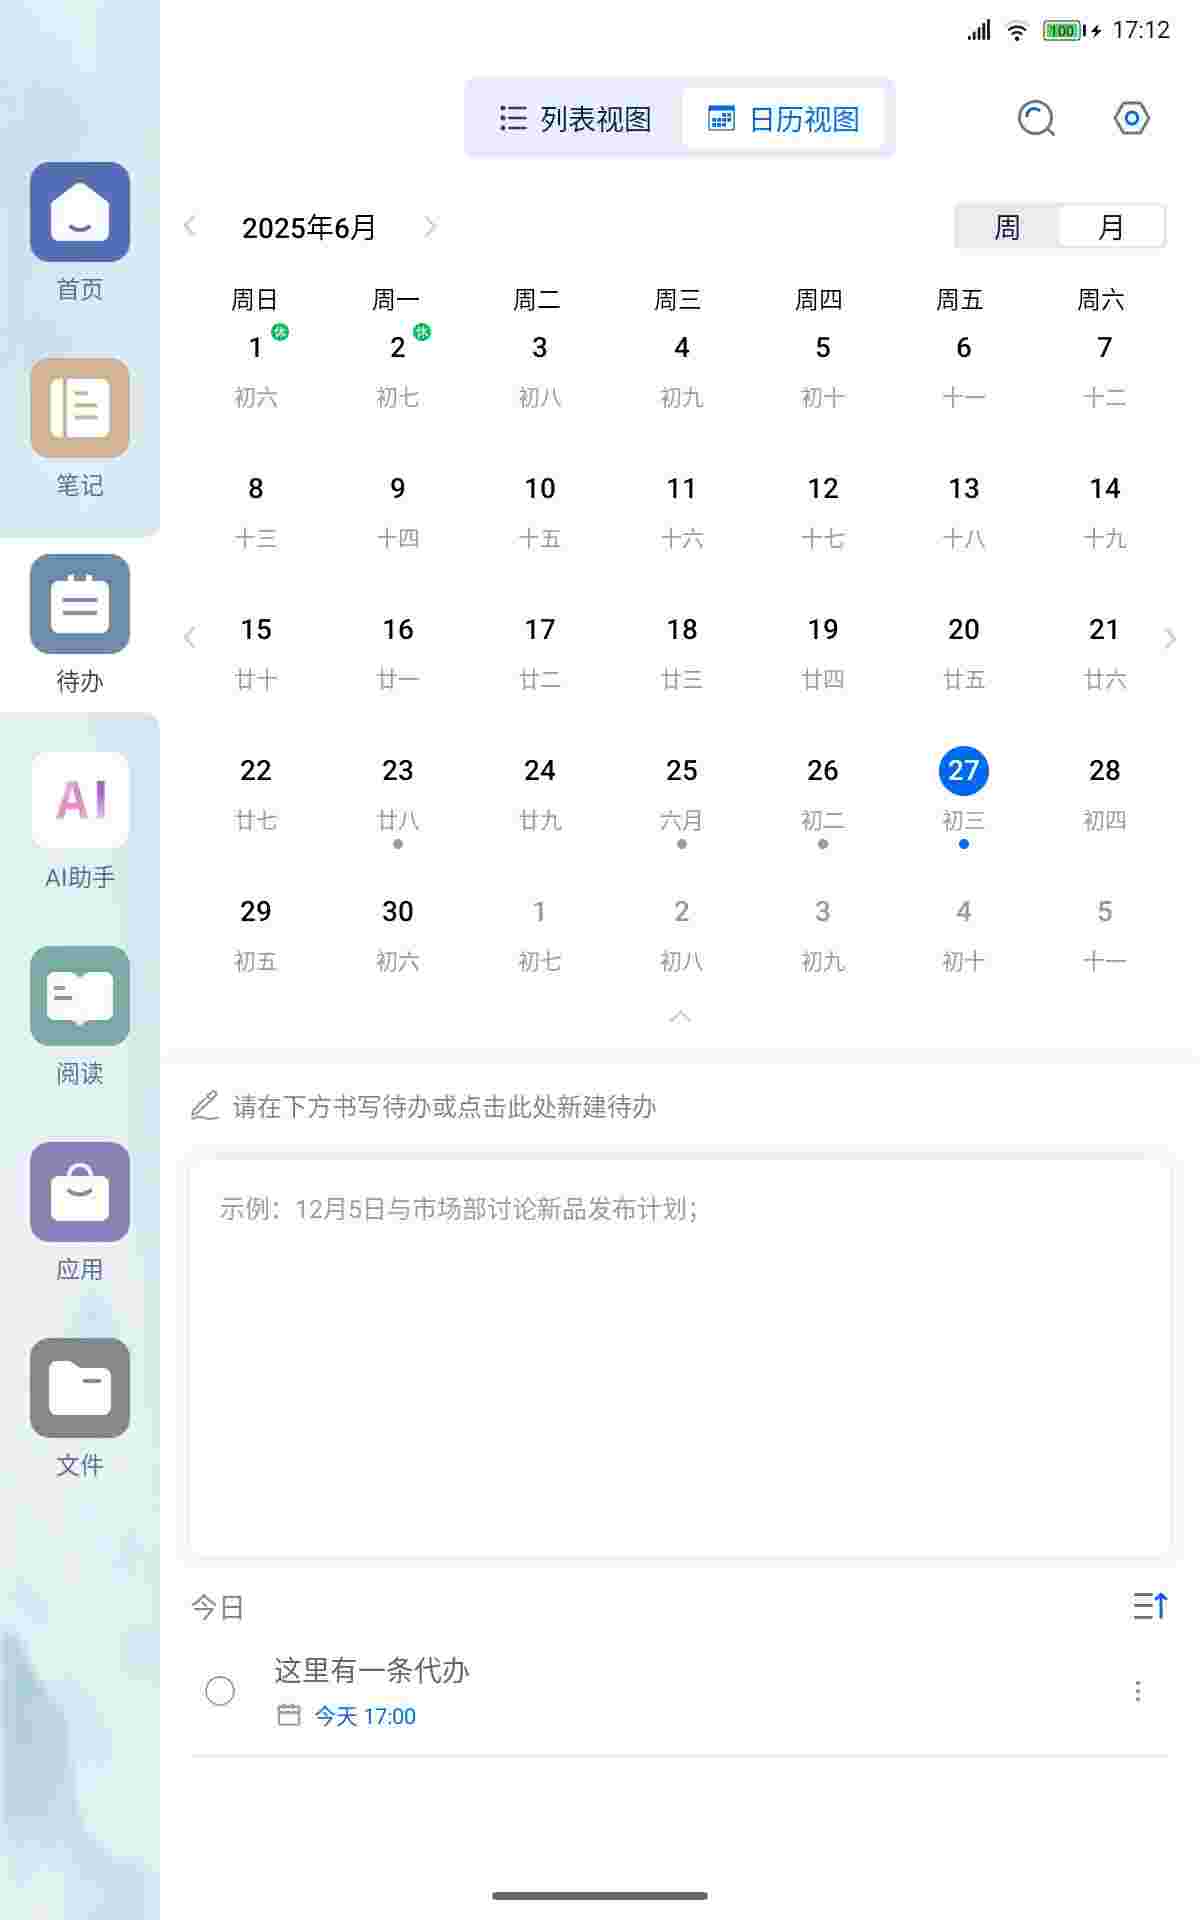 100 17:12
列表视图 日历视图
2025年6月 周 月
周日 周一 周二 周三 周四 周五 周六
1 休 2 休 3 4 5 6 7
初六 初七 初八 初九 初十 十一 十二
8 9 10 11 12 13 14
十三 十四 十五 十六 十七 十八 十九
15 16 17 18 19 20 21
廿十 廿一 廿二 廿三 廿四 廿五 廿六
22 23 24 25 26 27 28
廿七 廿八 廿九 六月 初二 初三 初四
29 30 1 2 3 4 5
初五 初六 初七 初八 初九 初十 十一
请在下方书写待办或点击此处新建待办
示例：12月5日与市场部讨论新品发布计划；
今日
这里有一条代办
今天 17:00
首页
笔记
待办
AI
AI助手
阅读
应用
文件